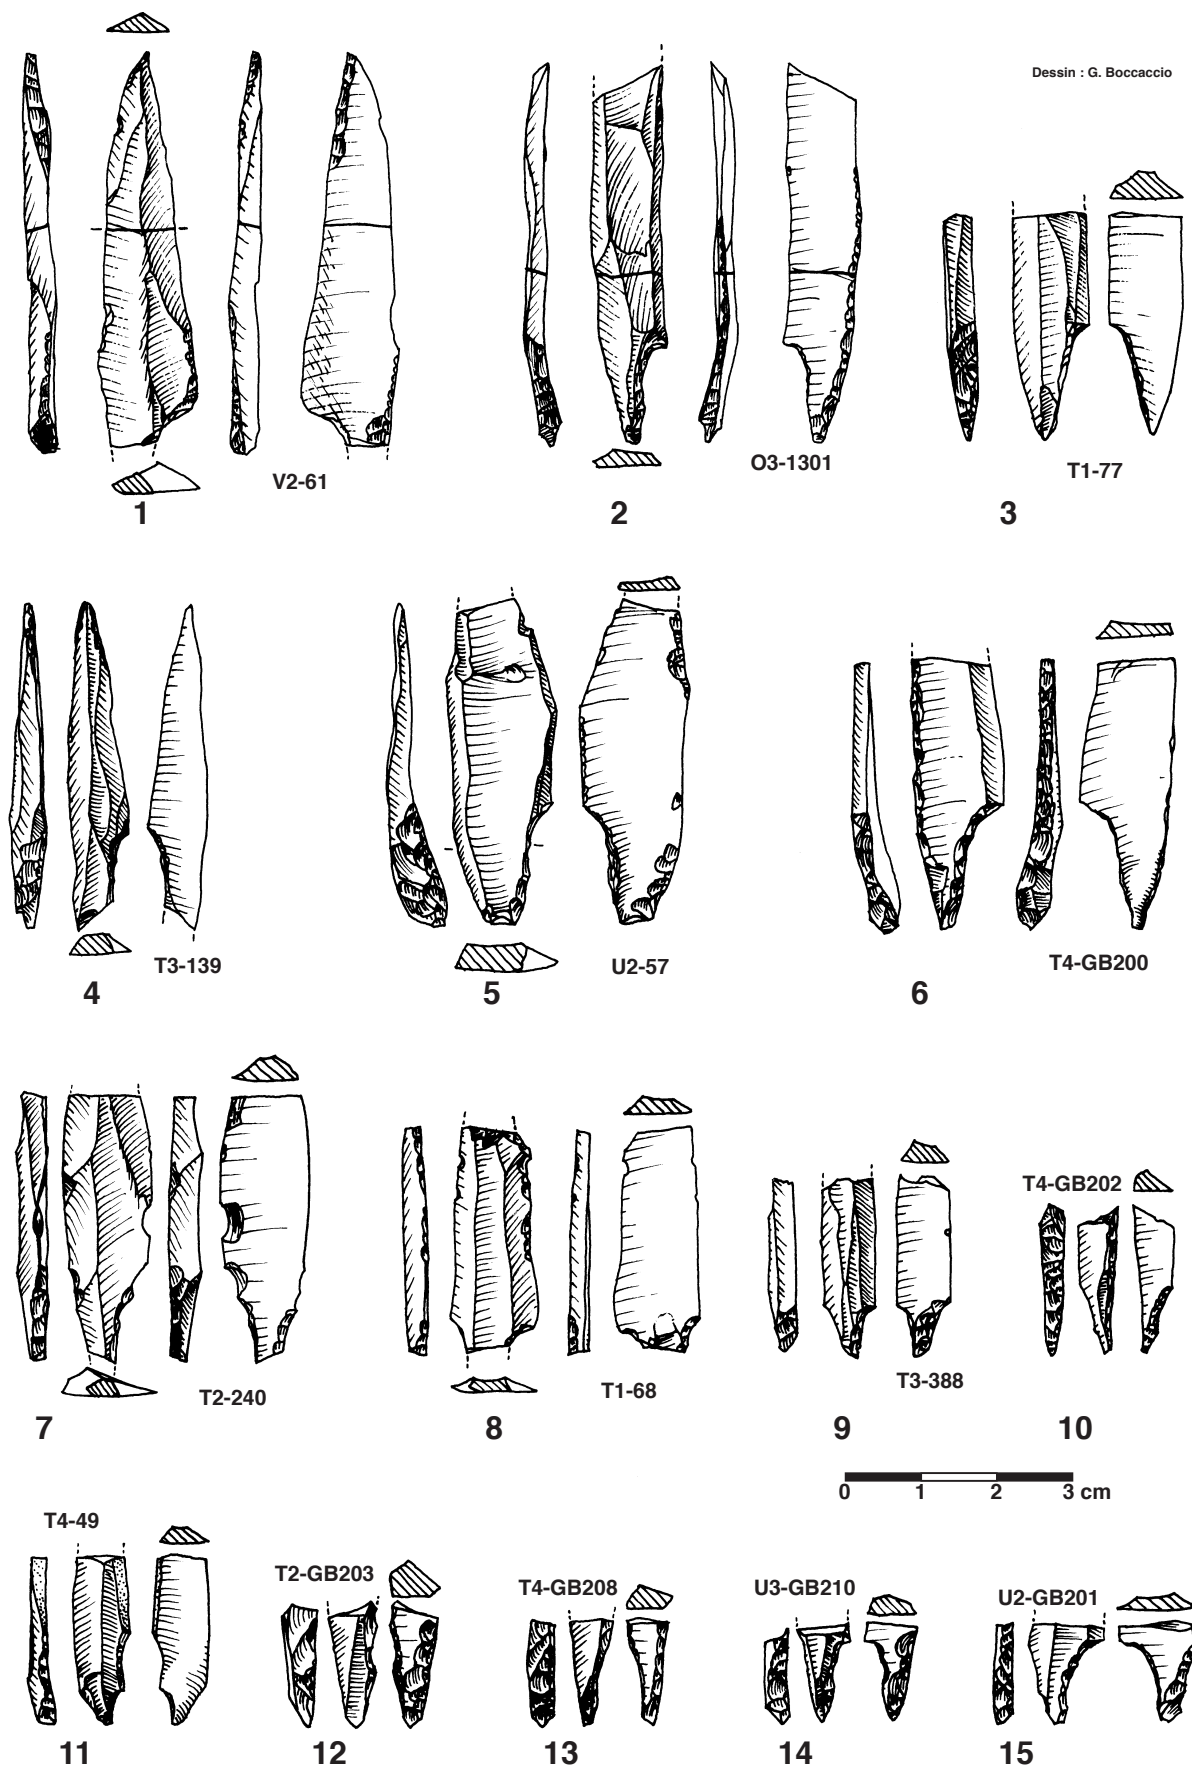 Dessin : G. Boccaccio
V2-61
1
O3-1301
2
T1-77
3
T3-139
4
U2-57
5
T4-GB200
6
T2-240
7
T1-68
8
T3-388
9
T4-GB202
10
0 1 2 3 cm
T4-49
11
T2-GB203
12
T4-GB208
13
U3-GB210
14
U2-GB201
15